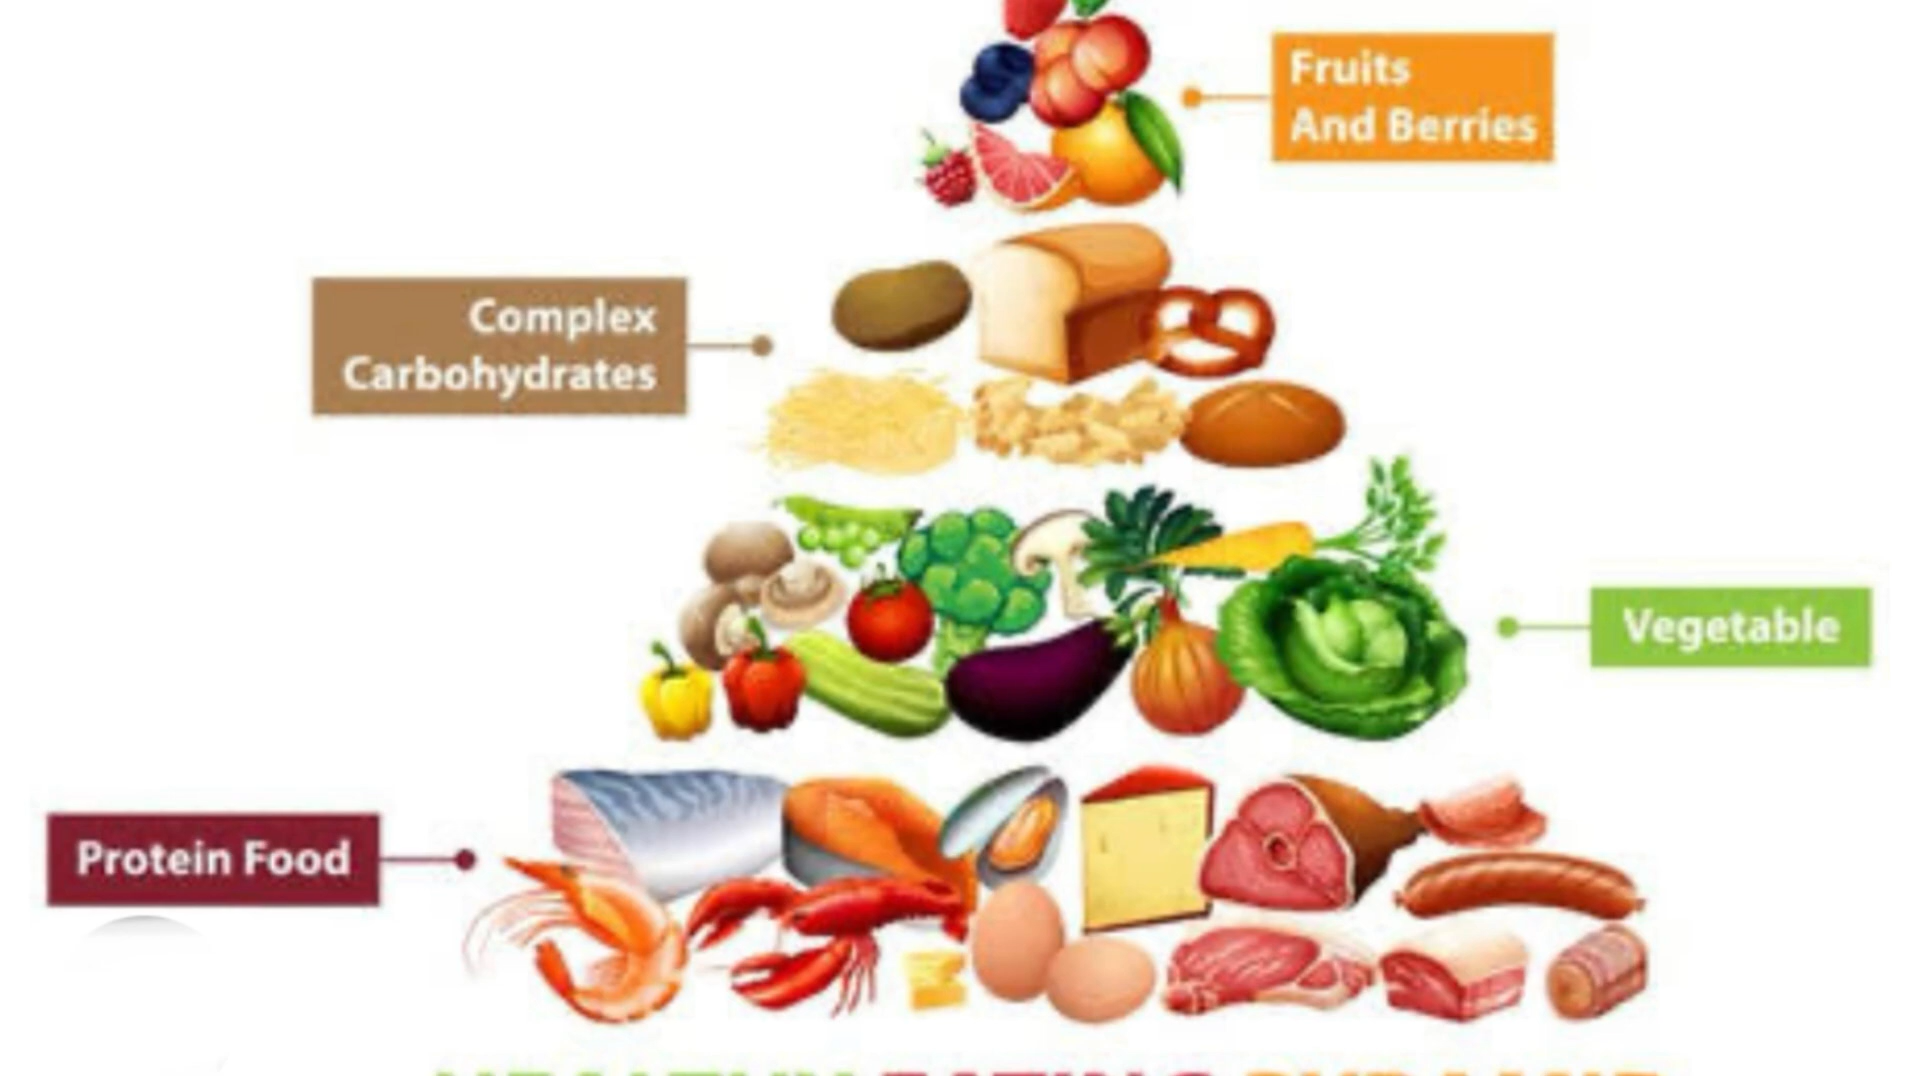 Fruits
And Berries
Complex
Carbohydrates
Vegetable
Protein Food